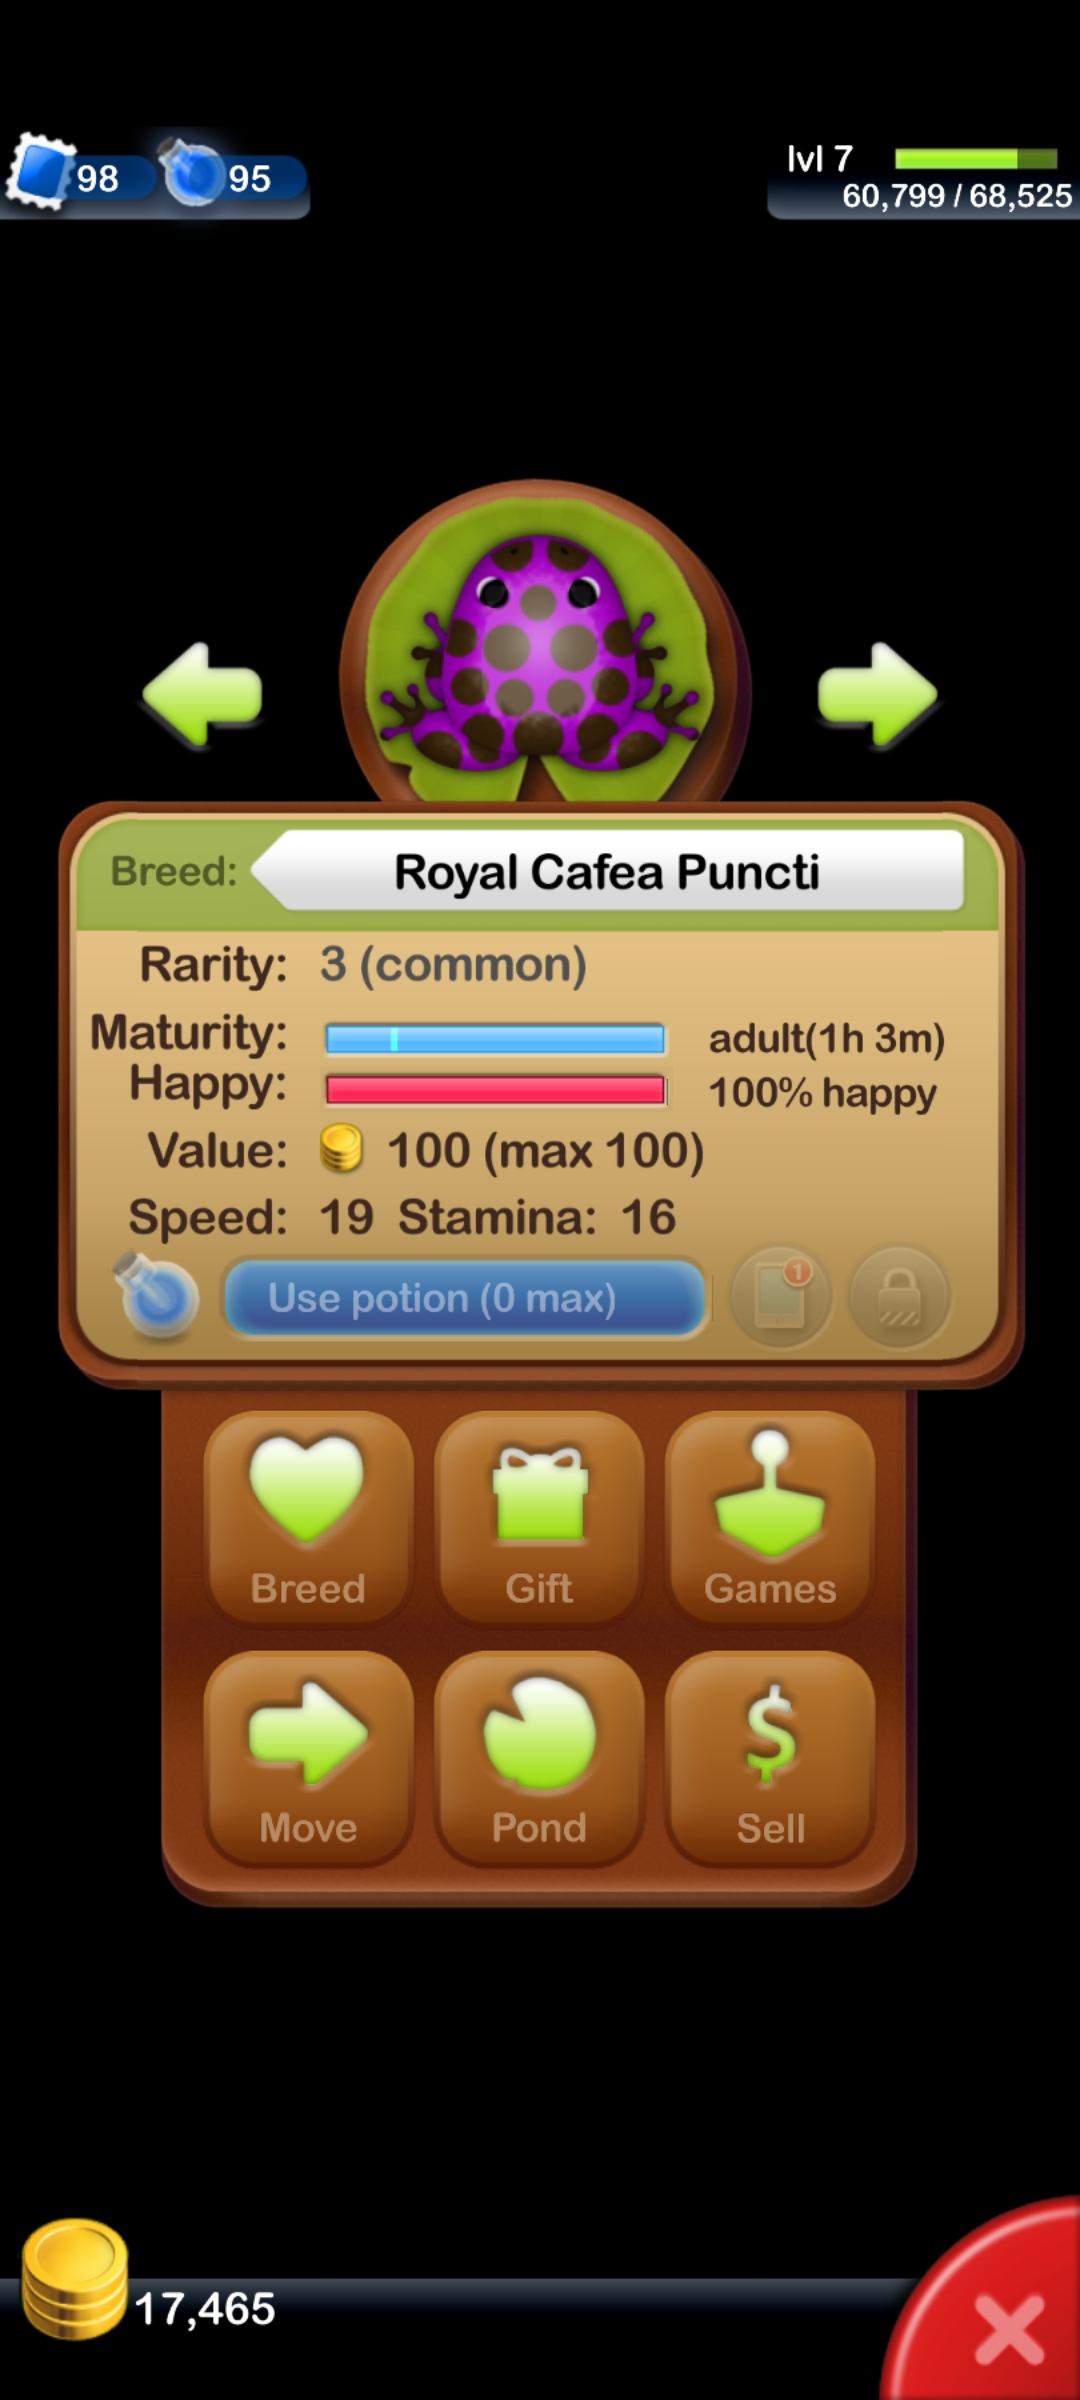 98 95 lvl 7
60,799 / 68,525
Breed: Royal Cafea Puncti
Rarity: 3 (common)
Maturity: adult(1h 3m)
Happy: 100% happy
Value: 100 (max 100)
Speed: 19 Stamina: 16
Use potion (0 max) 1
Breed Gift Games
Move Pond Sell
$
17,465